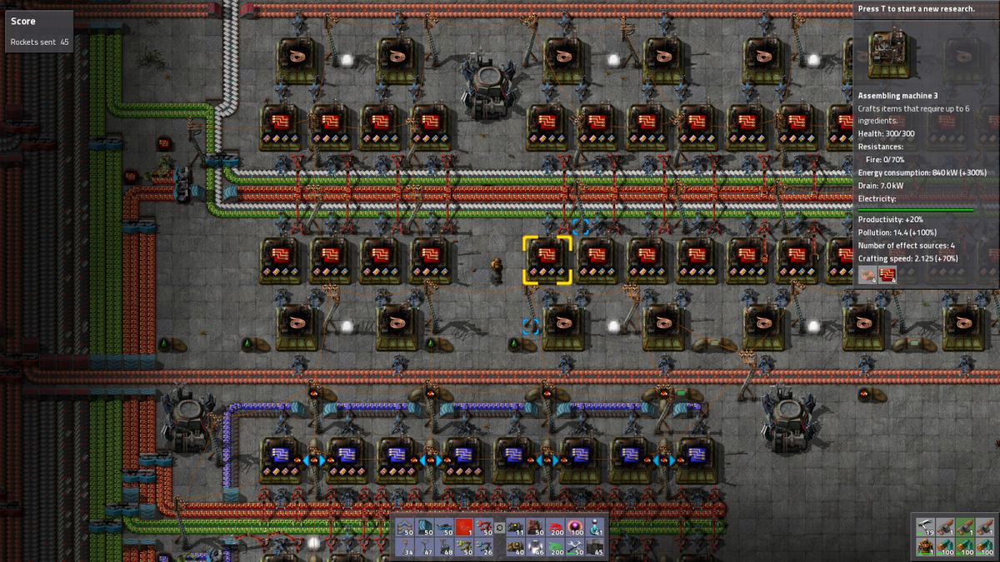 Score
Rockets sent 45
Press T to start a new research.
Assembling machine 3
Crafts items that require up to 6
ingredients.
Health: 300/300
Resistances:
Fire: 0/70%
Energy consumption: 840 kW (+300%)
Drain: 7.0 kW
Electricity:
Productivity: +20%
Pollution: 14.4 (+100%)
Number of effect sources: 4
Crafting speed: 2.125 (+70%)
4 4
50 50 50 1 50 11 50 200 100 41
34 47 48 50 26 40 46 200 50 45
19 1 1 1
1 100 100 100